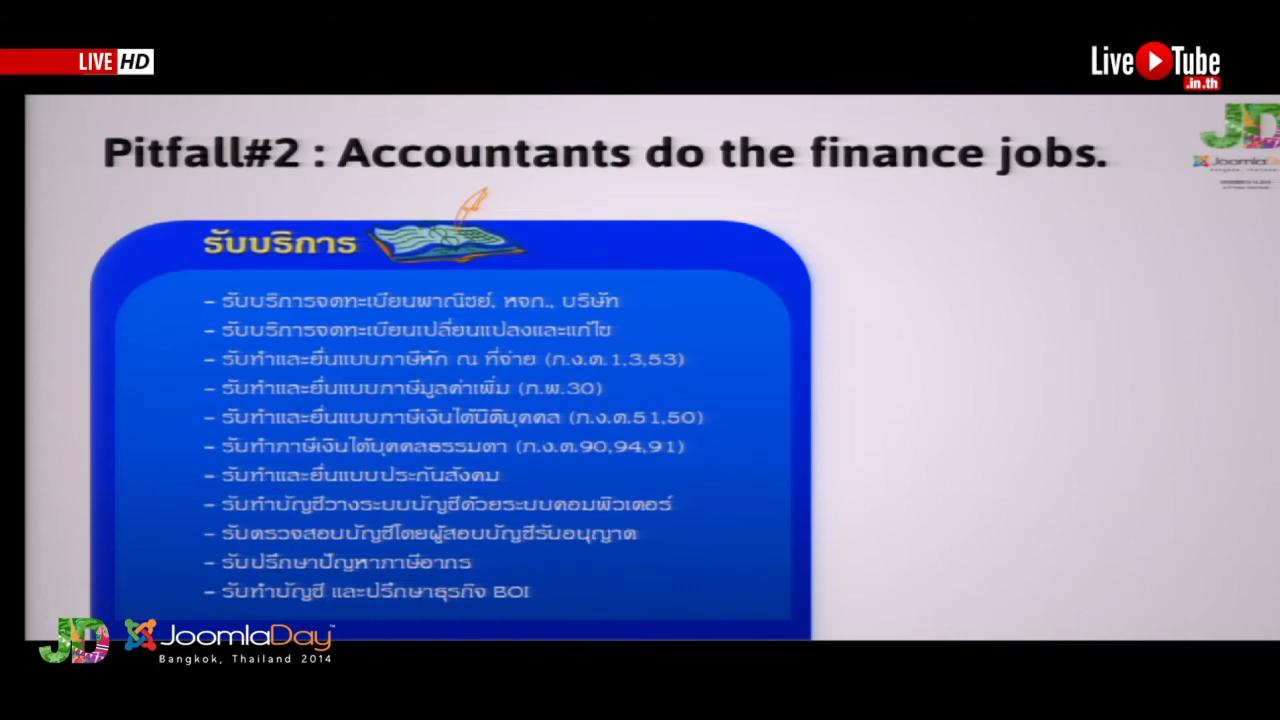 LIVE HD
Live Tube
.in.th
Pitfall#2 : Accountants do the finance jobs.
JD
JoomlaDay
รับบริการ
- รับบริการจดทะเบียนพาณิชย์, หจก., บริษัท
- รับบริการจดทะเบียนเปลี่ยนแปลงและแก้ไข
- รับทำและยื่นแบบภาษีหัก ณ ที่จ่าย (ภ.ง.ด.1,3,53)
- รับทำและยื่นแบบภาษีมูลค่าเพิ่ม (ภ.พ.30)
- รับทำและยื่นแบบภาษีเงินได้นิติบุคคล (ภ.ง.ด.51,50)
- รับทำภาษีเงินได้บุคคลธรรมดา (ภ.ง.ด.90,94,91)
- รับทำและยื่นแบบประกันสังคม
- รับทำบัญชีวางระบบบัญชีด้วยระบบคอมพิวเตอร์
- รับตรวจสอบบัญชีโดยผู้สอบบัญชีรับอนุญาต
- รับปรึกษาปัญหาภาษีอากร
- รับทำบัญชี และปรึกษาธุรกิจ BOI
JD JoomlaDay™
Bangkok, Thailand 2014